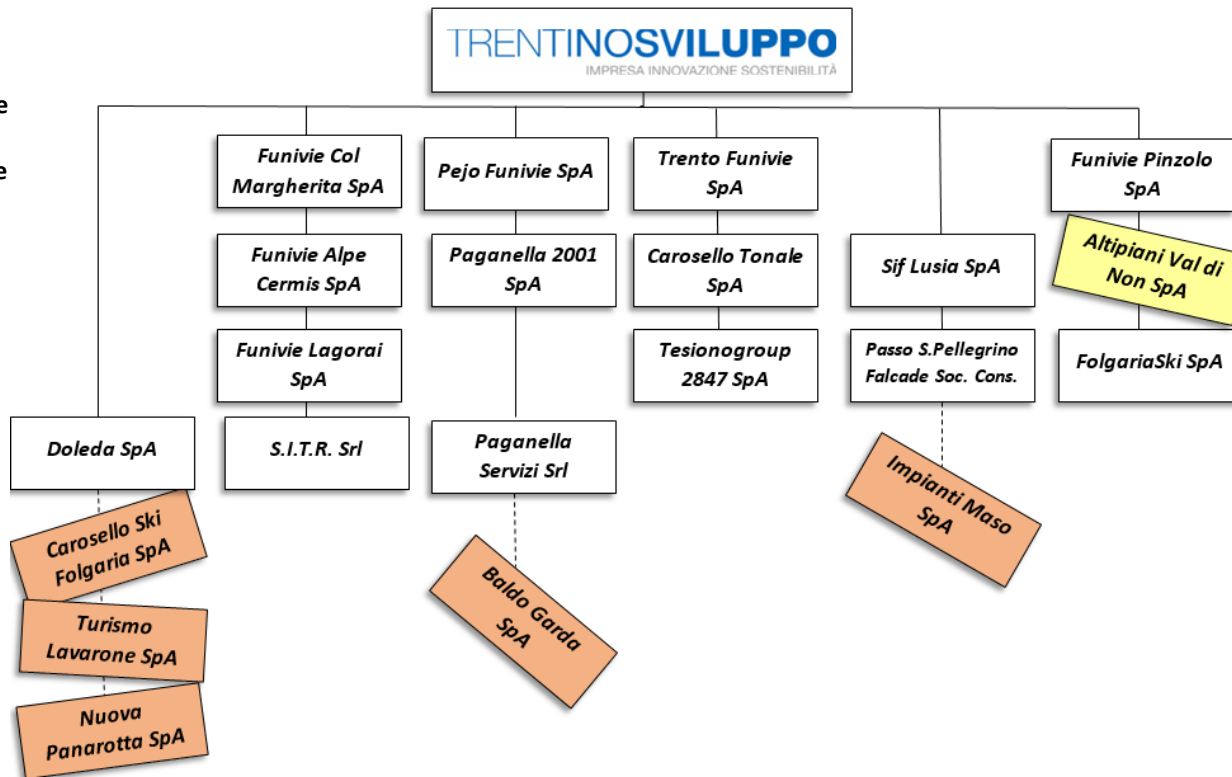 TRENTINOSVILUPPO
IMPRESA INNOVAZIONE SOSTENIBILITÀ
e
e
Funivie Col
Margherita SpA
Pejo Funivie SpA
Trento Funivie
SpA
Funivie Pinzolo
SpA
Funivie Alpe
Cermis SpA
Paganella 2001
SpA
Carosello Tonale
SpA
Sif Lusia SpA
Altipiani Val di
Non SpA
Funivie Lagorai
SpA
Tesionogroup
2847 SpA
Passo S.Pellegrino
Falcade Soc. Cons.
FolgariaSki SpA
Doleda SpA
S.I.T.R. Srl
Paganella
Servizi Srl
Impianti Maso
SpA
Carosello Ski
Folgaria SpA
Baldo Garda
SpA
Turismo
Lavarone SpA
Nuova
Panarotta SpA